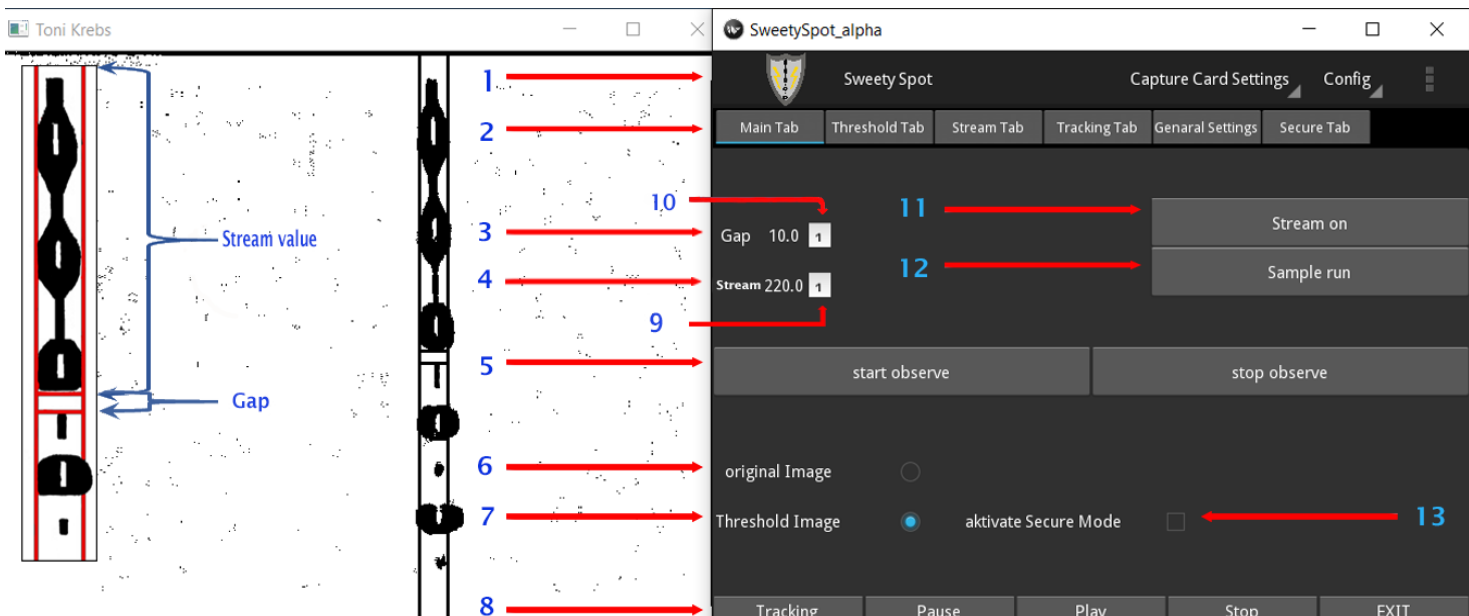 Toni Krebs
SweetySpot_alpha
1
Sweety Spot
Capture Card Settings
Config
2
Main Tab
Threshold Tab
Stream Tab
Tracking Tab
Genaral Settings
Secure Tab
10
11
Stream on
Stream value
3
Gap 10.0 1
12
Sample run
4
Stream 220.0 1
9
5
start observe
stop observe
Gap
6
original Image
7
Threshold Image
aktivate Secure Mode
13
8
Tracking
Pause
Play
Stop
EXIT